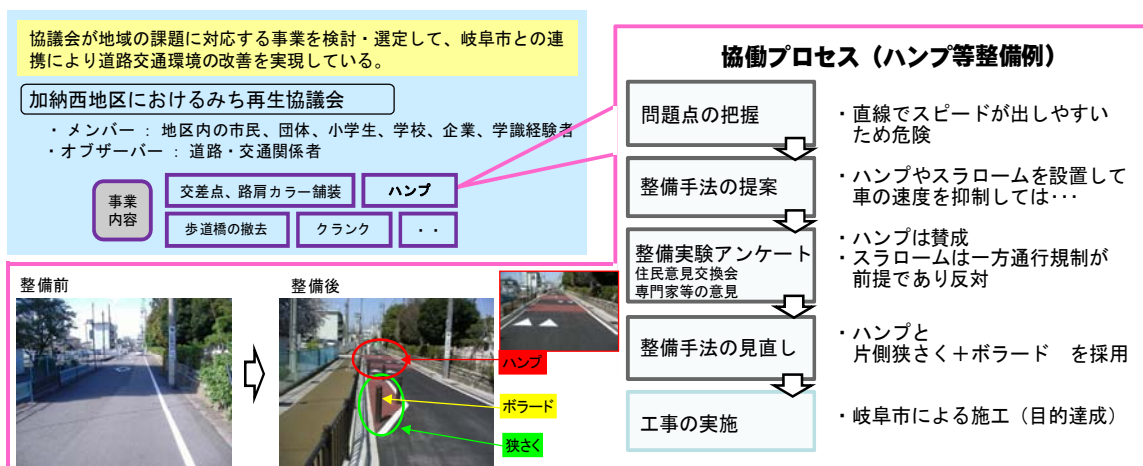 協議会が地域の課題に対応する事業を検討・選定して、岐阜市との連
携により道路交通環境の改善を実現している。
加納西地区におけるみち再生協議会
・メンバー : 地区内の市民、団体、小学生、学校、企業、学識経験者
・オブザーバー : 道路・交通関係者
事業
内容
交差点、路肩カラー舗装
ハンプ
歩道橋の撤去
クランク
・・
整備前
整備後
ハンプ
ボラード
狭さく
協働プロセス（ハンプ等整備例）
問題点の把握
・直線でスピードが出しやすい
ため危険
整備手法の提案
・ハンプやスラロームを設置して
車の速度を抑制しては･･･
整備実験アンケート
住民意見交換会
専門家等の意見
・ハンプは賛成
・スラロームは一方通行規制が
前提であり反対
整備手法の見直し
・ハンプと
片側狭さく＋ボラード　を採用
工事の実施
・岐阜市による施工（目的達成）